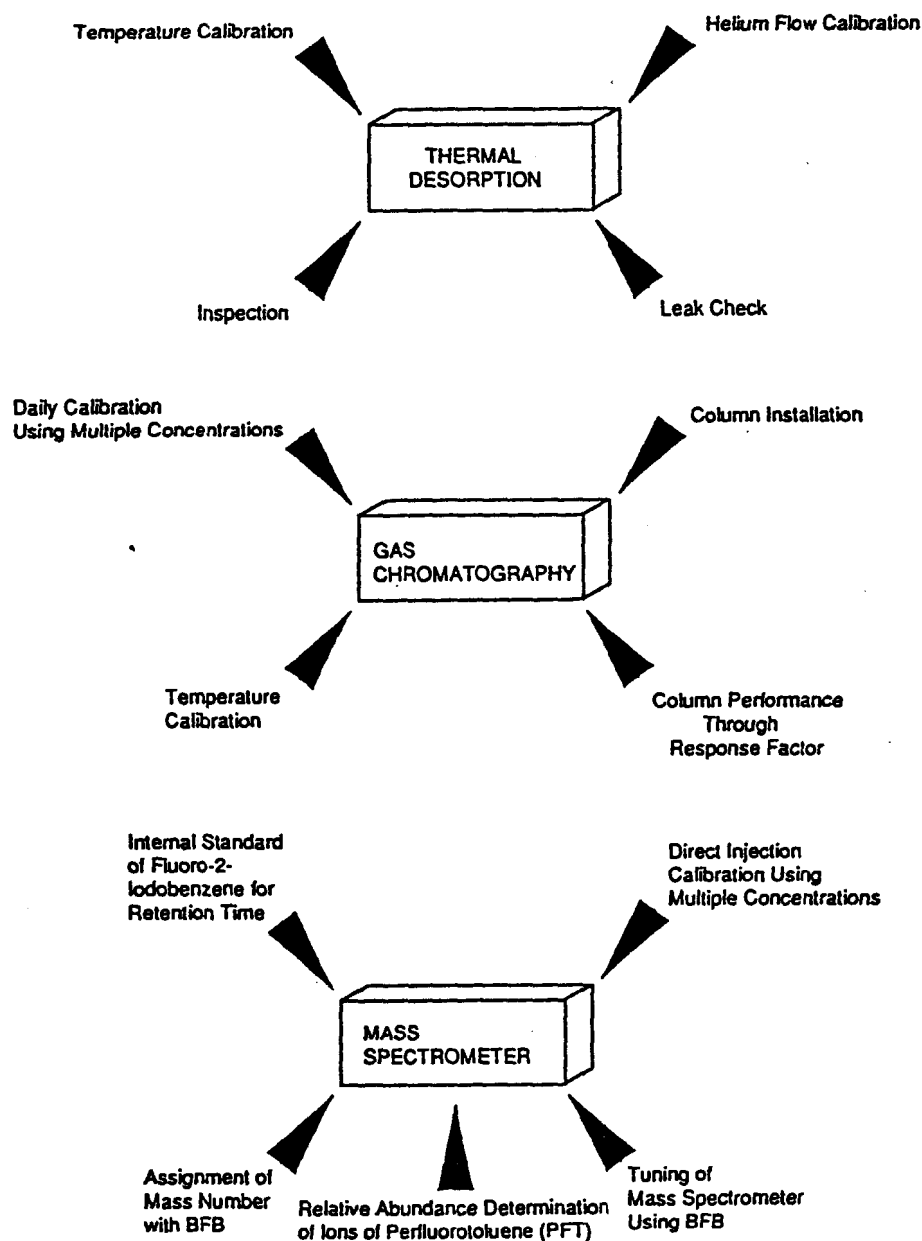 Temperature Calibration
Helium Flow Calibration
THERMAL
DESORPTION
Inspection
Leak Check
Daily Calibration
Using Multiple Concentrations
Column Installation
GAS
CHROMATOGRAPHY
Temperature
Calibration
Column Performance
Through
Response Factor
Internal Standard
of Fluoro-2-
Iodobenzene for
Retention Time
Direct Injection
Calibration Using
Multiple Concentrations
MASS
SPECTROMETER
Assignment of
Mass Number
with BFB
Relative Abundance Determination
of Ions of Perfluorotoluene (PFT)
Tuning of
Mass Spectrometer
Using BFB